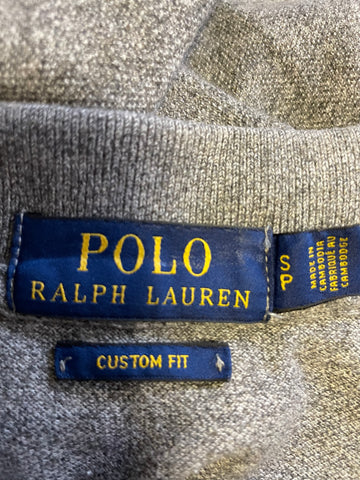 POLO
RALPH LAUREN
S
P
MADE IN
CAMBODIA
FABRIQUÉ AU
CAMBODGE
CUSTOM FIT